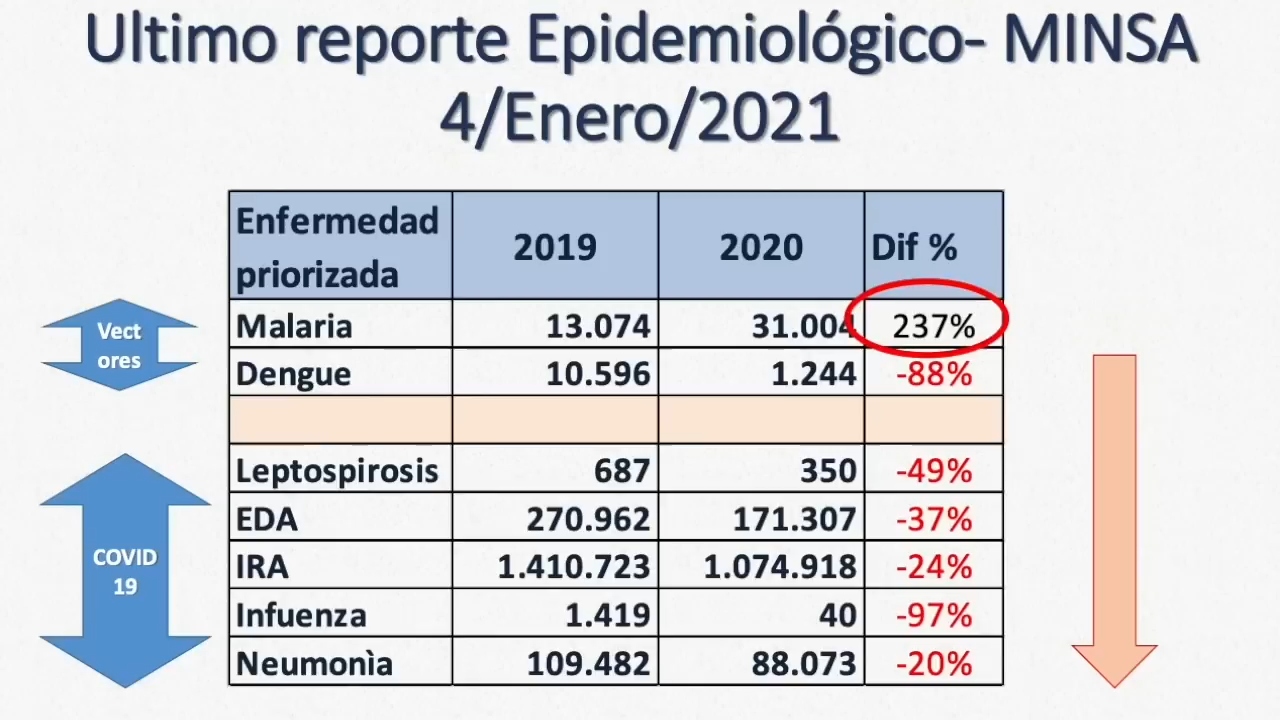 Ultimo reporte Epidemiológico- MINSA
4/Enero/2021
Enfermedad priorizada 2019 2020 Dif %
Malaria 13.074 31.004 237%
Dengue 10.596 1.244 -88%
Leptospirosis 687 350 -49%
EDA 270.962 171.307 -37%
IRA 1.410.723 1.074.918 -24%
Infuenza 1.419 40 -97%
Neumonìa 109.482 88.073 -20%
Vect
ores
COVID
19